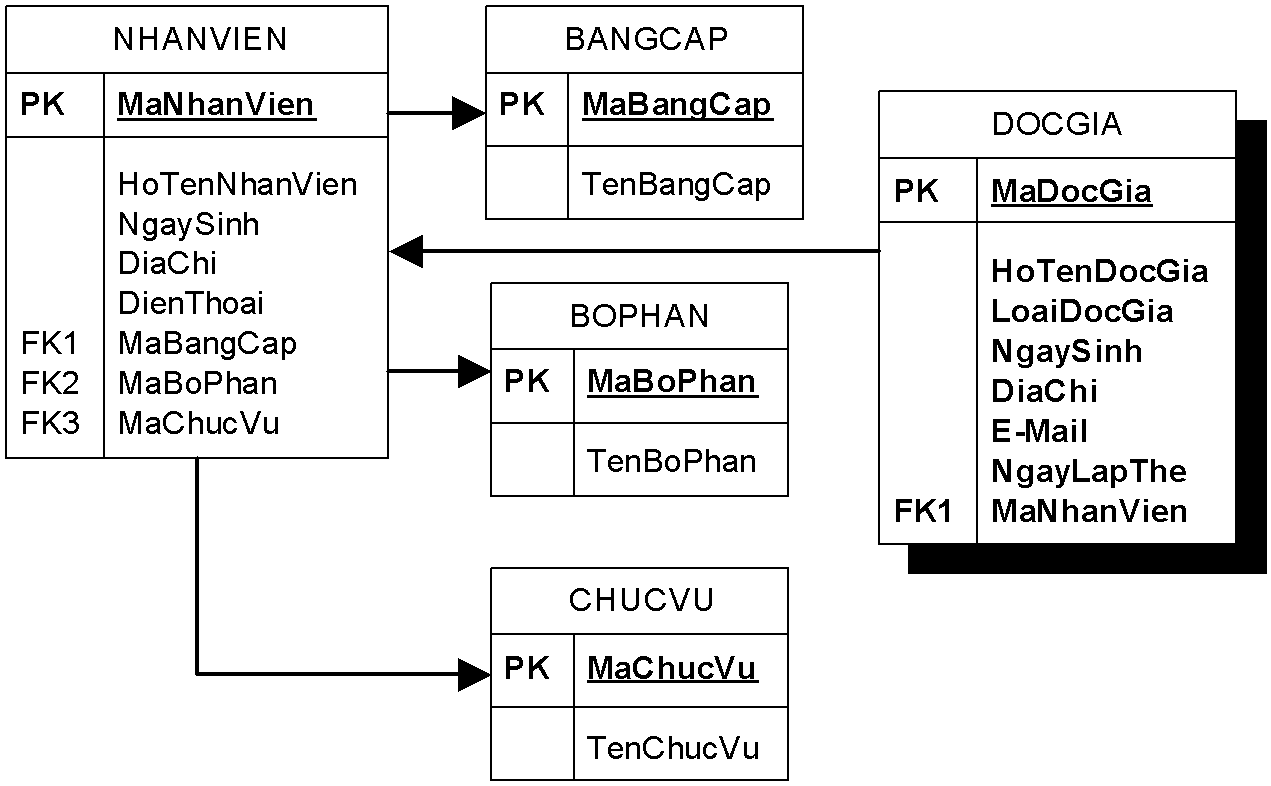 NHANVIEN
PK MaNhanVien
HoTenNhanVien
NgaySinh
DiaChi
DienThoai
FK1 MaBangCap
FK2 MaBoPhan
FK3 MaChucVu
BANGCAP
PK MaBangCap
TenBangCap
BOPHAN
PK MaBoPhan
TenBoPhan
CHUCVU
PK MaChucVu
TenChucVu
DOCGIA
PK MaDocGia
HoTenDocGia
LoaiDocGia
NgaySinh
DiaChi
E-Mail
NgayLapThe
FK1 MaNhanVien